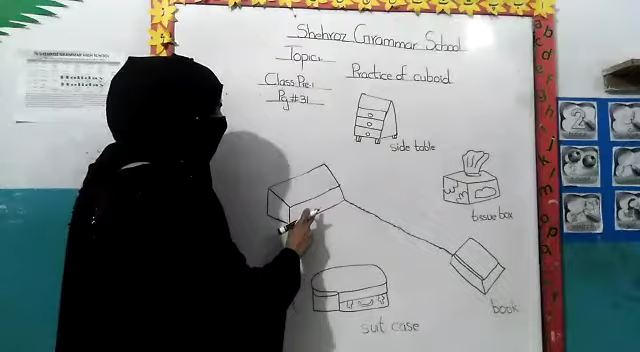 Shehroz Grammar School
Topic:
Practice of cuboid
Class Pre-1
Pg # 31
side table
tissue box
book
suit case
Holiday
Holiday
2